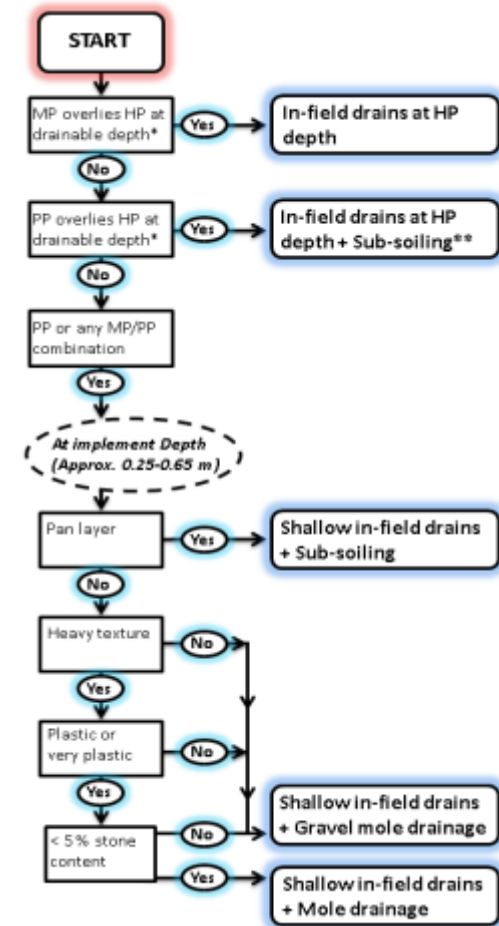 START
MP overlies HP at
drainable depth*
Yes
In-field drains at HP
depth
No
PP overlies HP at
drainable depth*
Yes
In-field drains at HP
depth + Sub-soiling**
No
PP or any MP/PP
combination
Yes
At implement Depth
(Approx. 0.25-0.65 m)
Pan layer
Yes
Shallow in-field drains
+ Sub-soiling
No
Heavy texture
No
Yes
Plastic or
very plastic
No
Yes
< 5% stone
content
No
Shallow in-field drains
+ Gravel mole drainage
Yes
Shallow in-field drains
+ Mole drainage